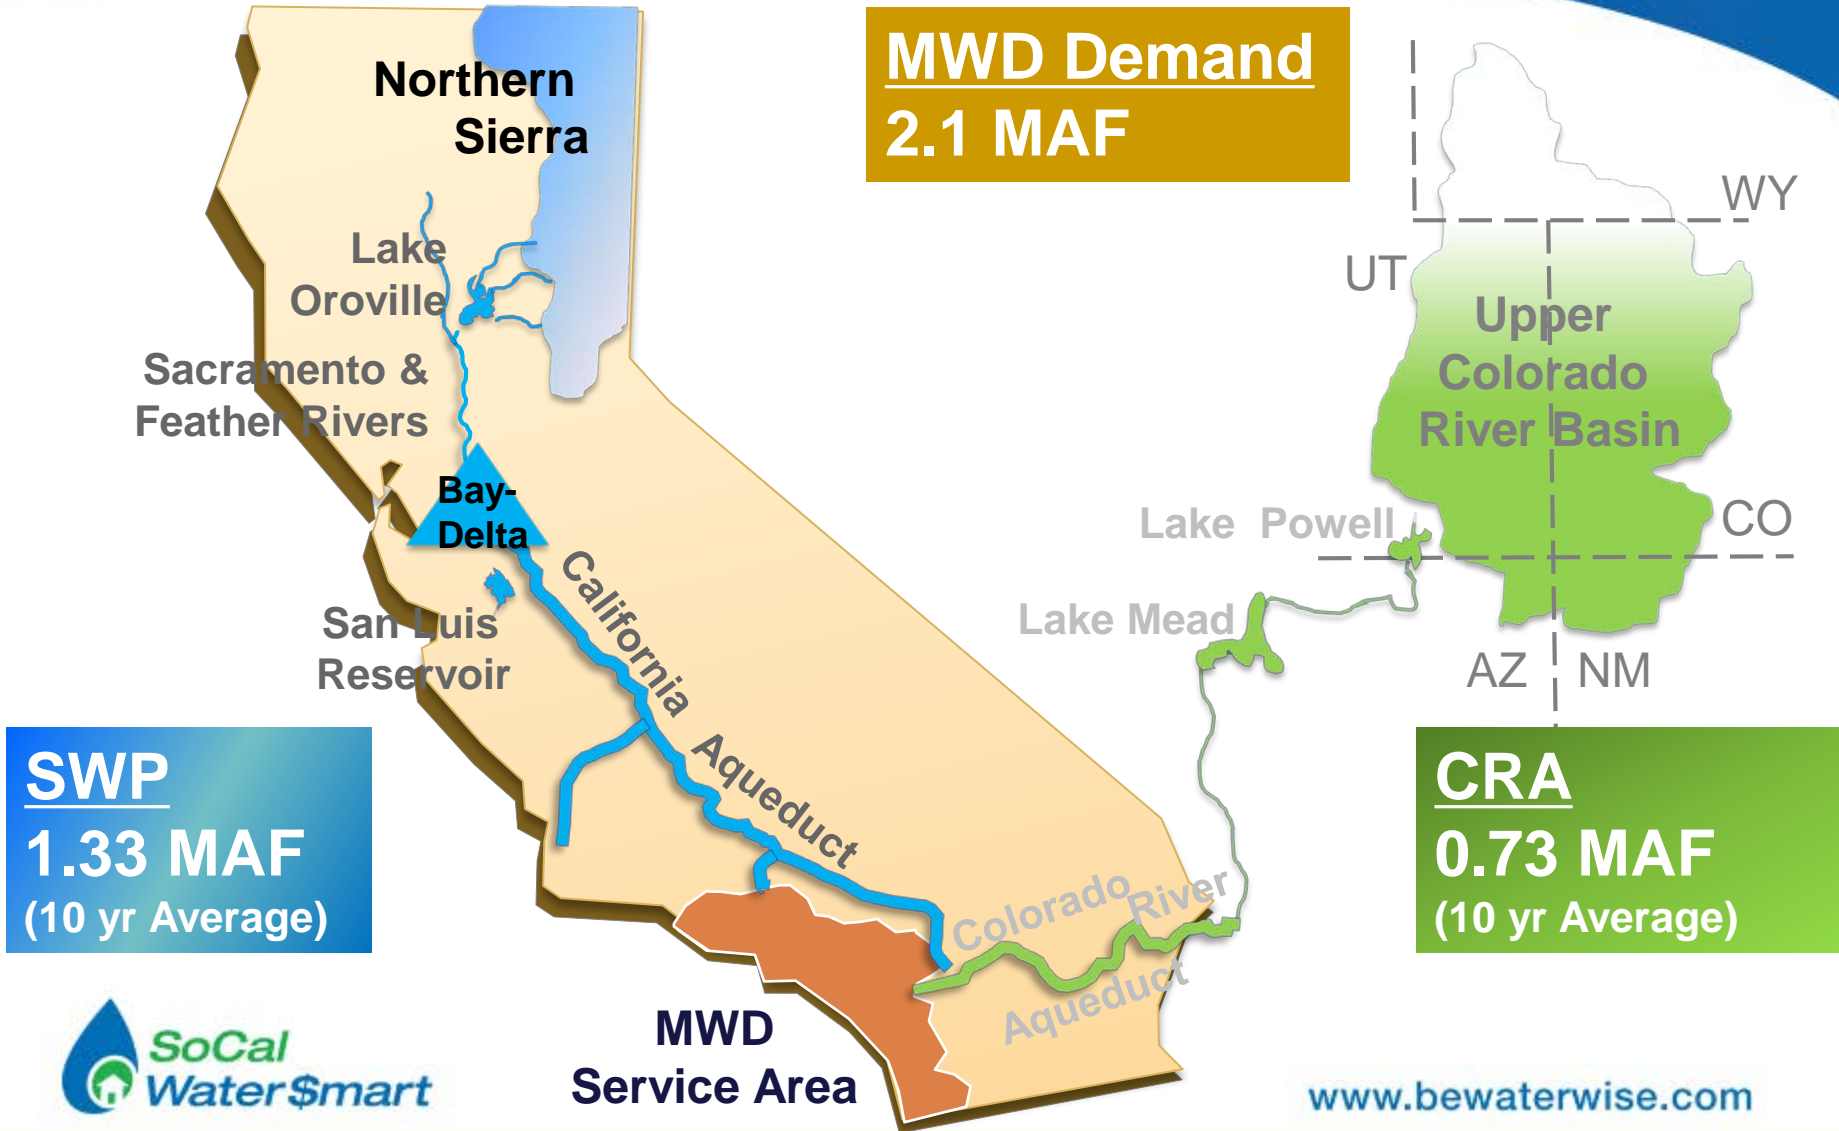 Northern
Sierra
MWD Demand
2.1 MAF
WY
UT
Lake
Oroville
Upper
Colorado
River Basin
Sacramento &
Feather Rivers
Bay-
Delta
Lake Powell
CO
California
Aqueduct
San Luis
Reservoir
Lake Mead
AZ
NM
SWP
1.33 MAF
(10 yr Average)
CRA
0.73 MAF
(10 yr Average)
Colorado River
Aqueduct
MWD
Service Area
SoCal
Water$mart
www.bewaterwise.com